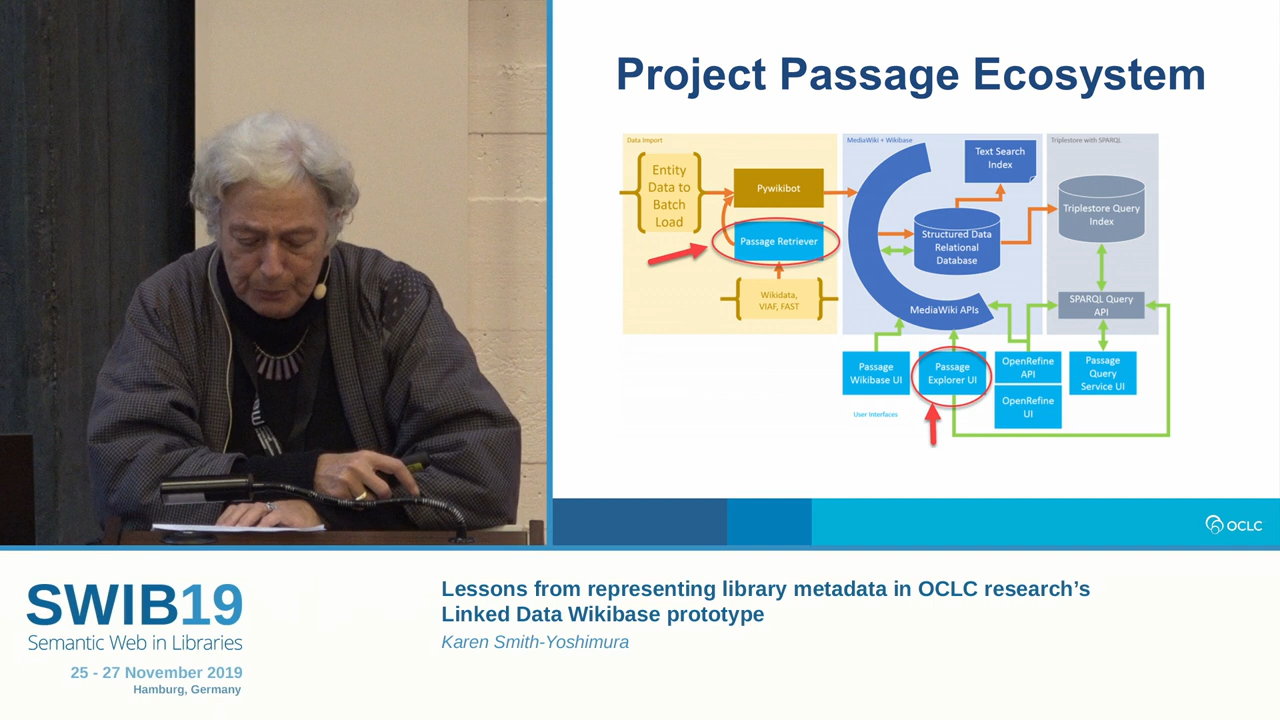 Project Passage Ecosystem
Data Import
MediaWiki + Wikibase
Triplestore with SPARQL
Entity
Data to
Batch
Load
Pywikibot
Passage Retriever
Wikidata,
VIAF, FAST
Text Search
Index
Structured Data
Relational
Database
MediaWiki APIs
Triplestore Query
Index
SPARQL Query
API
Passage
Wikibase UI
Passage
Explorer UI
OpenRefine
API
OpenRefine
UI
Passage
Query
Service UI
User Interfaces
OCLC
SWIB19
Semantic Web in Libraries
25 - 27 November 2019
Hamburg, Germany
Lessons from representing library metadata in OCLC research’s
Linked Data Wikibase prototype
Karen Smith-Yoshimura